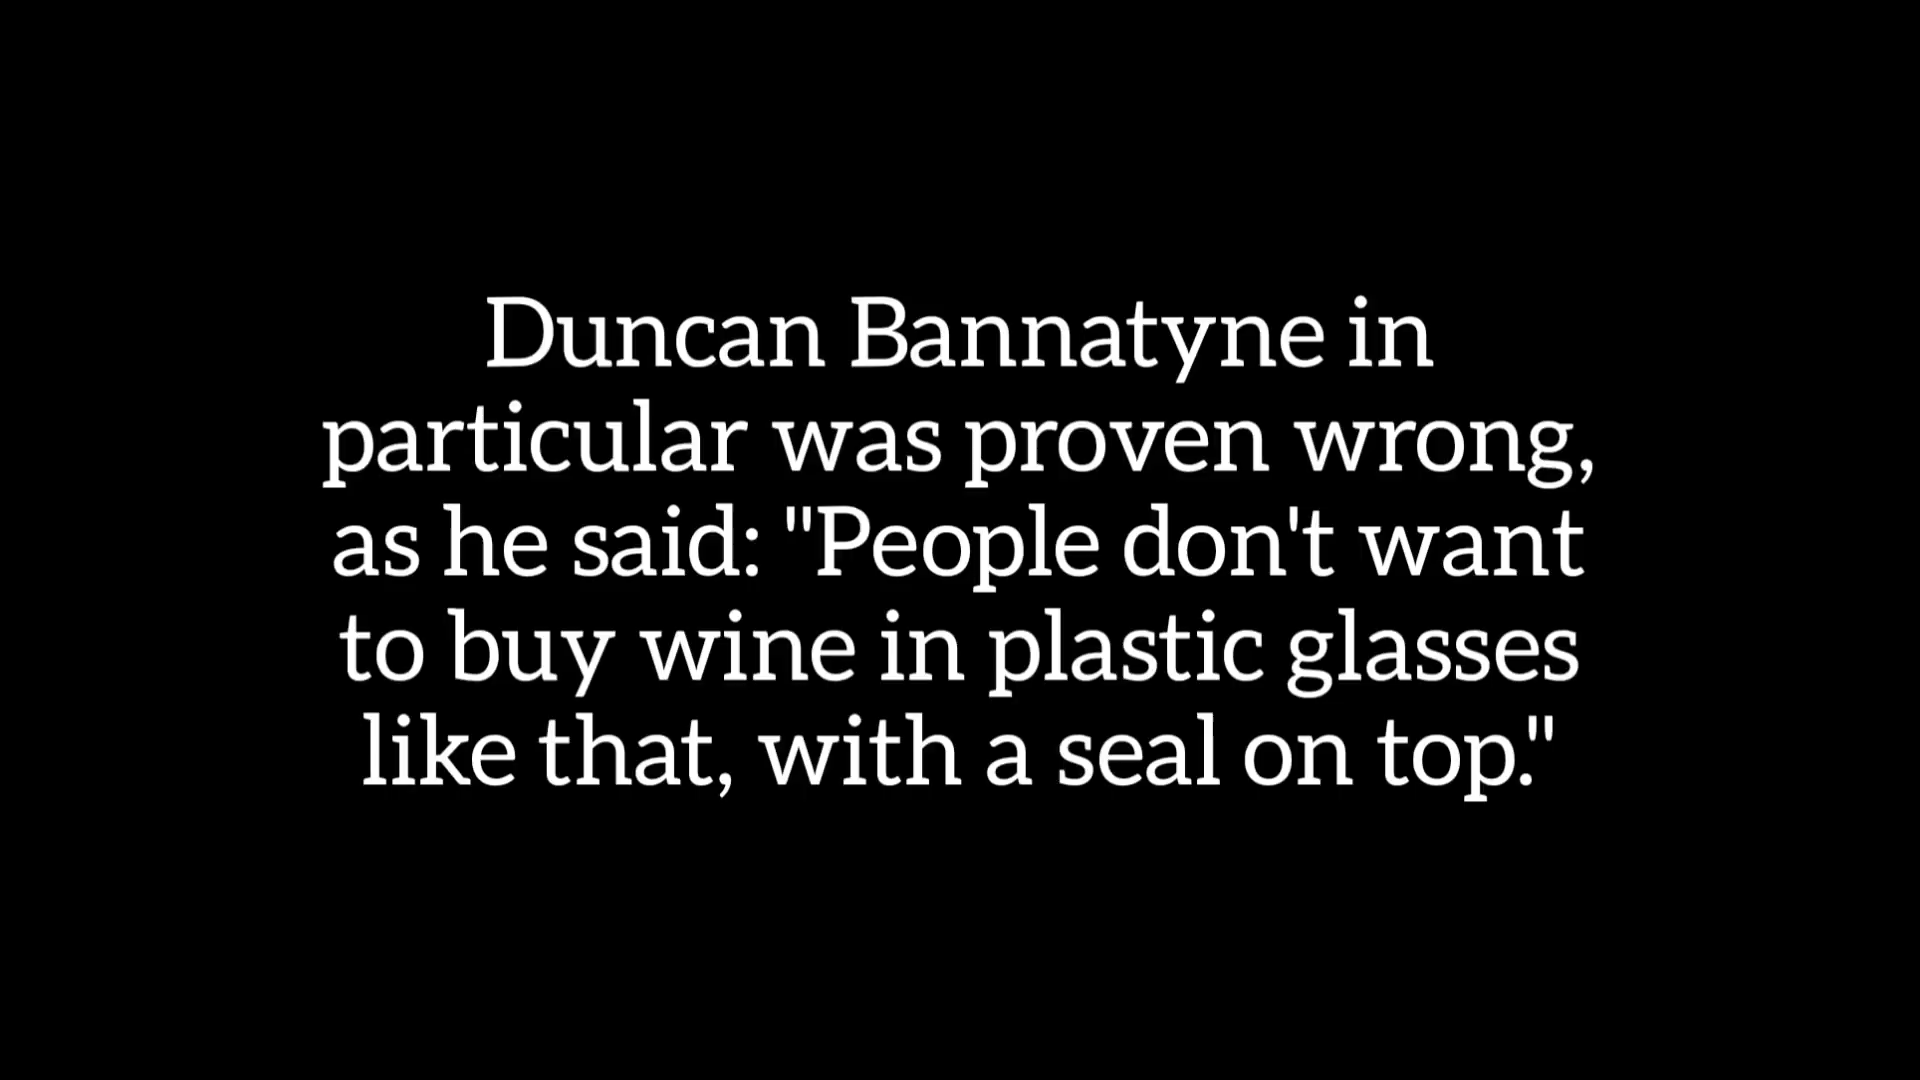 Duncan Bannatyne in
particular was proven wrong,
as he said: "People don't want
to buy wine in plastic glasses
like that, with a seal on top."